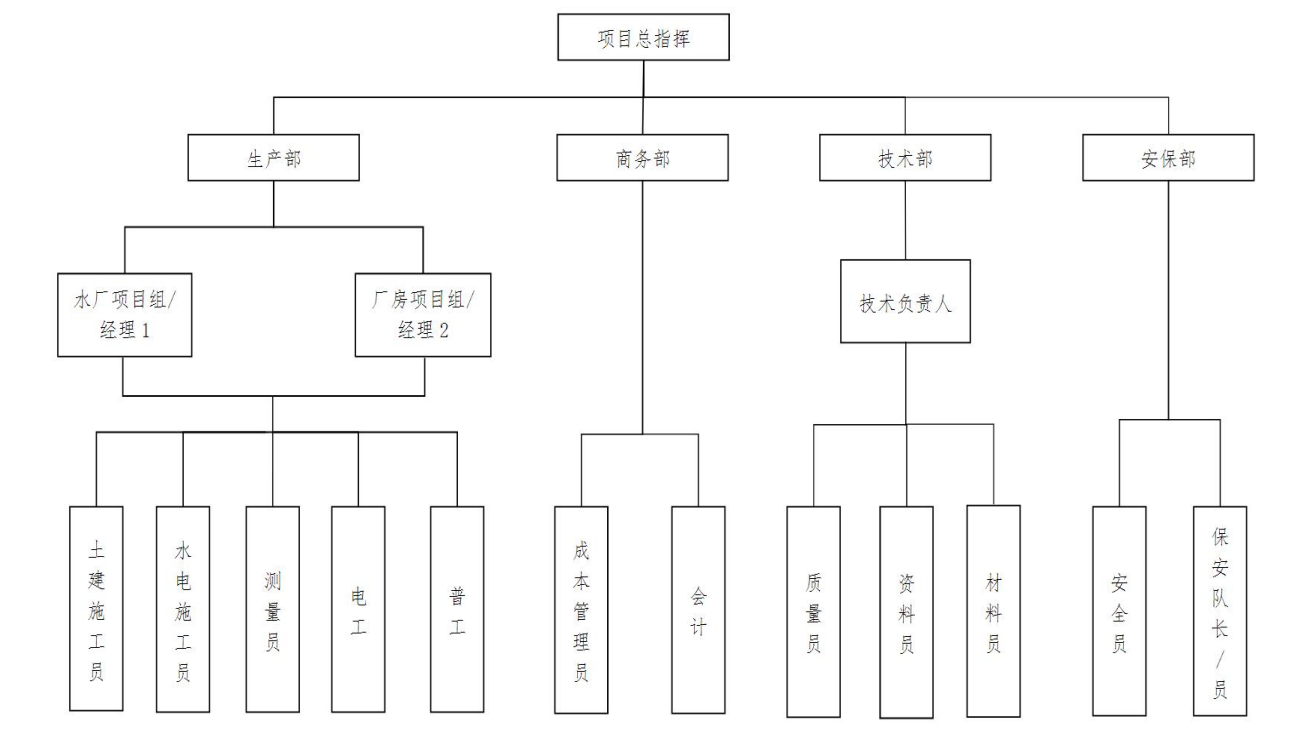 项目总指挥
生产部
商务部
技术部
安保部
水厂项目组/
经理1
厂房项目组/
经理2
技术负责人
土建施工员
水电施工员
测量员
电工
普工
成本管理员
会计
质量员
资料员
材料员
安全员
保安队长/员